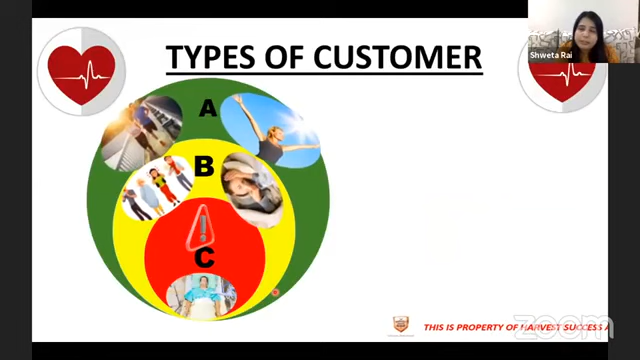 TYPES OF CUSTOMER
Shweta Rai
A
B
!
C
THIS IS PROPERTY OF HARVEST SUCCESS A
zoom